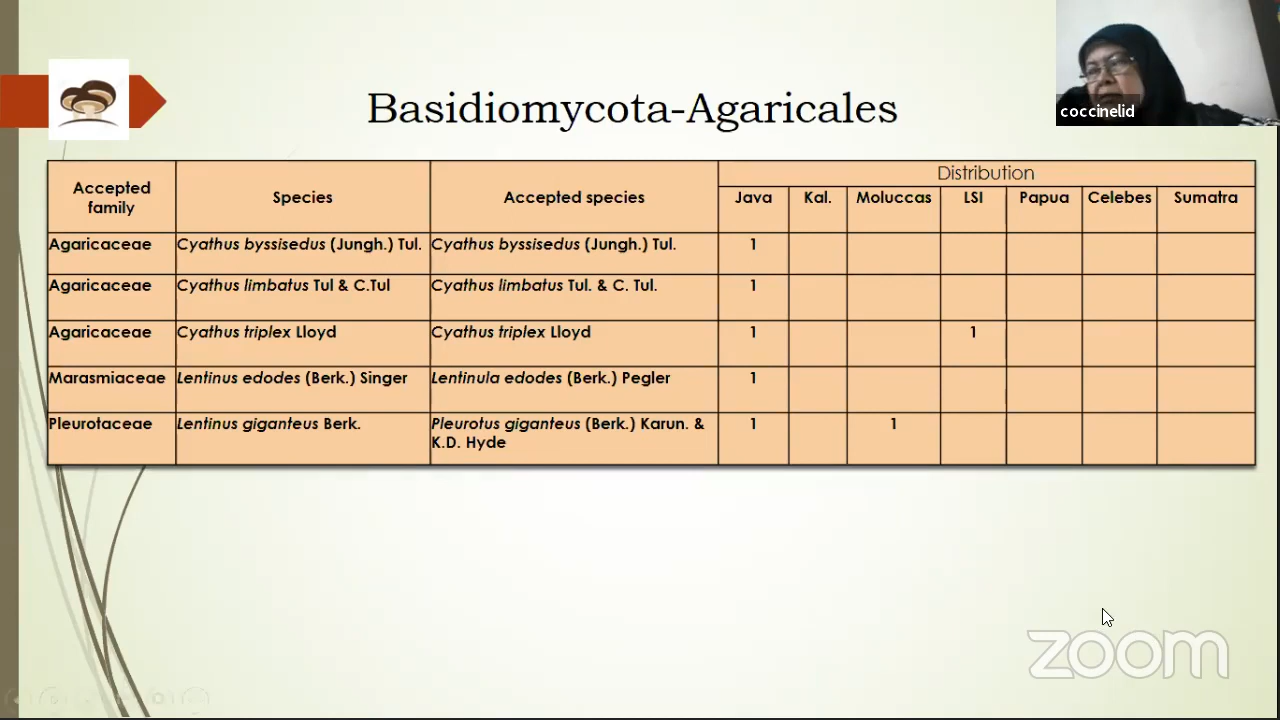 coccinelid
Basidiomycota-Agaricales
Accepted family Species Accepted species Distribution
Java Kal. Moluccas LSI Papua Celebes Sumatra
Agaricaceae Cyathus byssisedus (Jungh.) Tul. Cyathus byssisedus (Jungh.) Tul. 1
Agaricaceae Cyathus limbatus Tul & C.Tul Cyathus limbatus Tul. & C. Tul. 1
Agaricaceae Cyathus triplex Lloyd Cyathus triplex Lloyd 1 1
Marasmiaceae Lentinus edodes (Berk.) Singer Lentinula edodes (Berk.) Pegler 1
Pleurotaceae Lentinus giganteus Berk. Pleurotus giganteus (Berk.) Karun. & 1 1
K.D. Hyde
zoom